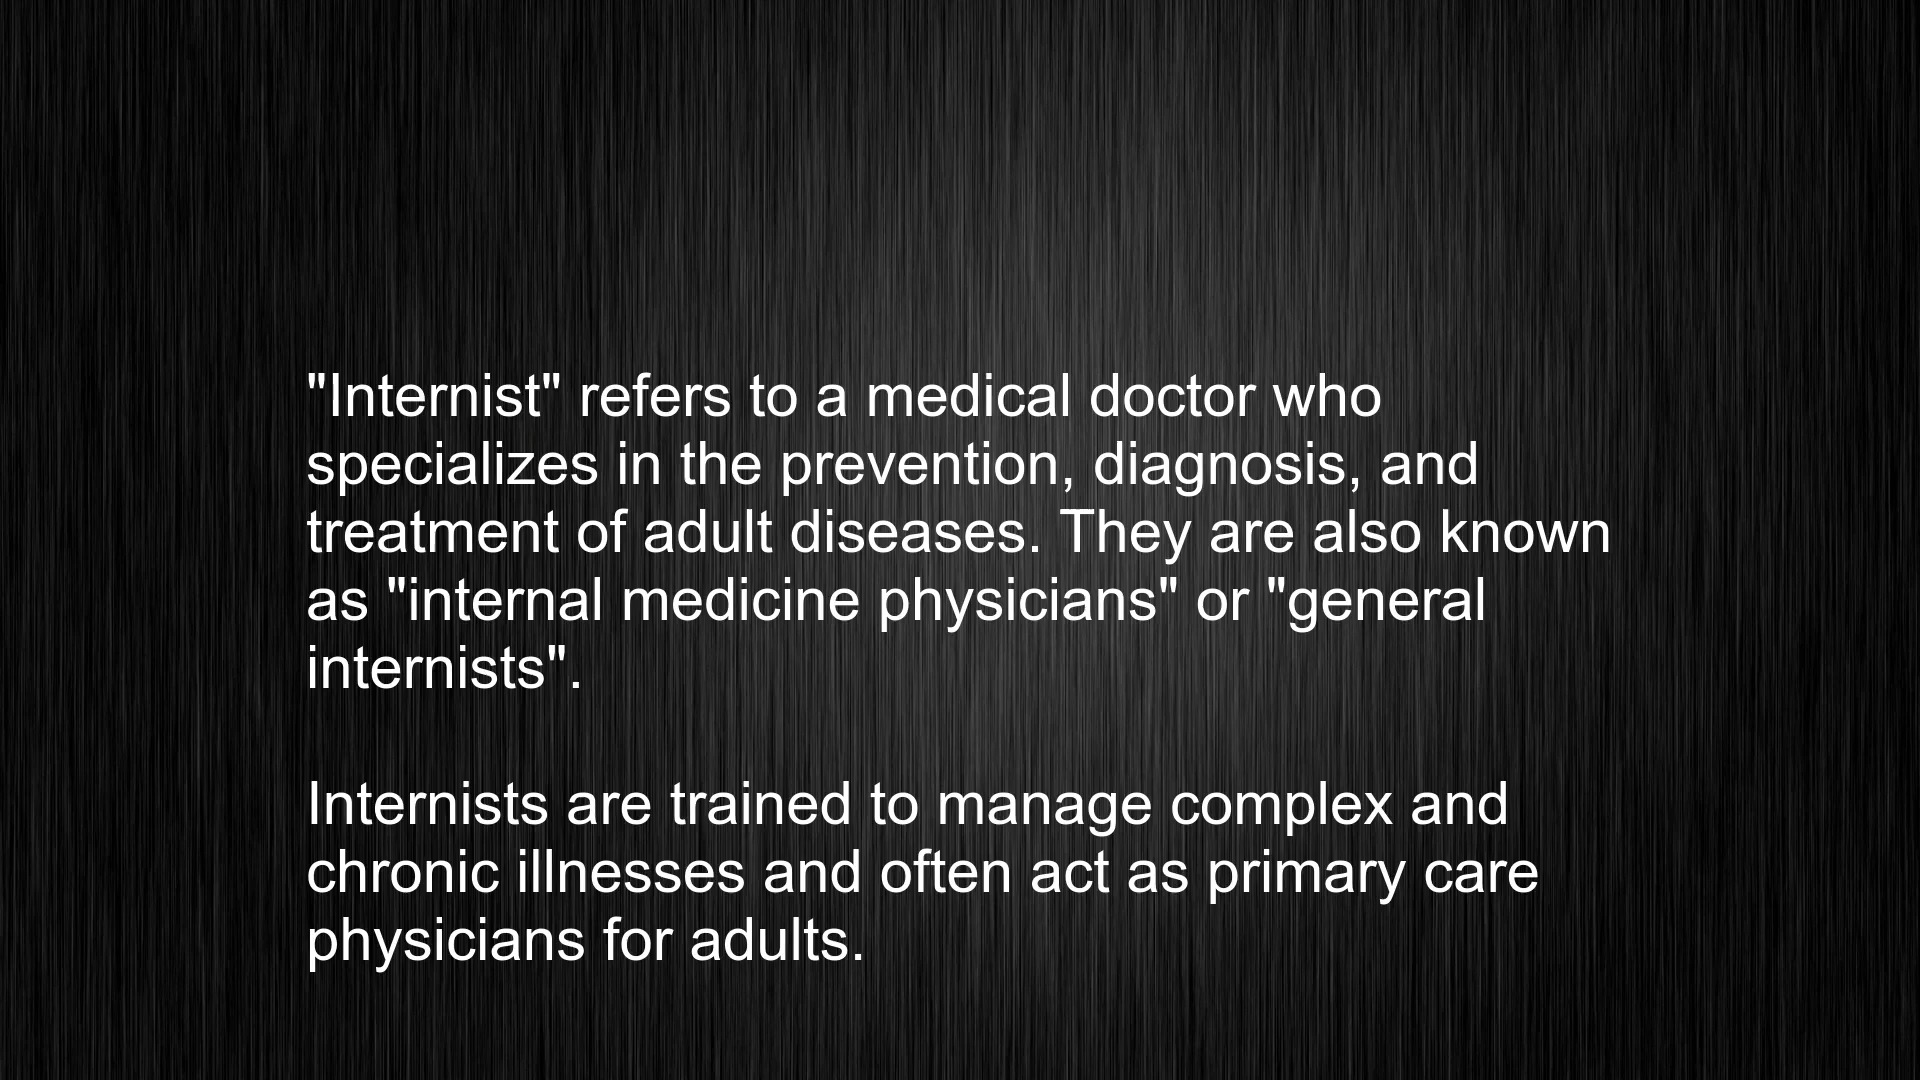 "Internist" refers to a medical doctor who
specializes in the prevention, diagnosis, and
treatment of adult diseases. They are also known
as "internal medicine physicians" or "general
internists".
Internists are trained to manage complex and
chronic illnesses and often act as primary care
physicians for adults.